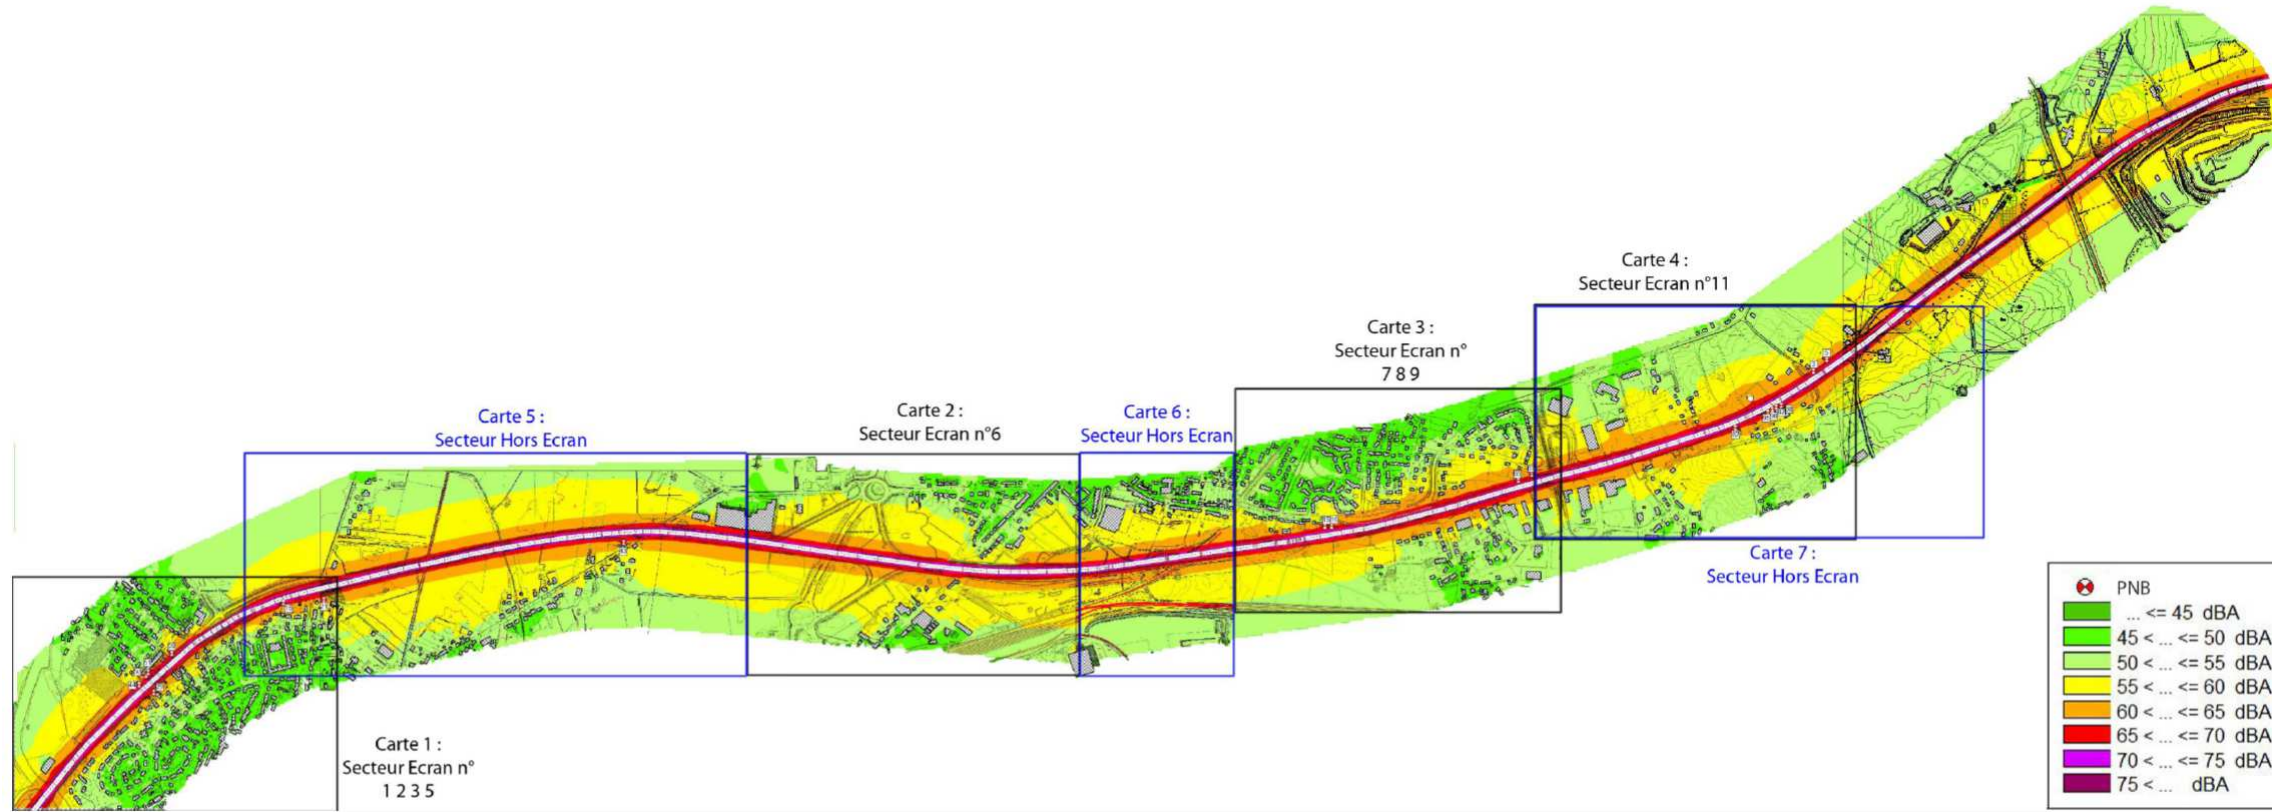 Carte 4 :
Secteur Ecran n°11
Carte 3 :
Secteur Ecran n°
7 8 9
Carte 5 :
Secteur Hors Ecran
Carte 2 :
Secteur Ecran n°6
Carte 6 :
Secteur Hors Ecran
Carte 7 :
Secteur Hors Ecran
Carte 1 :
Secteur Ecran n°
1 2 3 5
PNB
... <= 45 dBA
45 < ... <= 50 dBA
50 < ... <= 55 dBA
55 < ... <= 60 dBA
60 < ... <= 65 dBA
65 < ... <= 70 dBA
70 < ... <= 75 dBA
75 < ... dBA